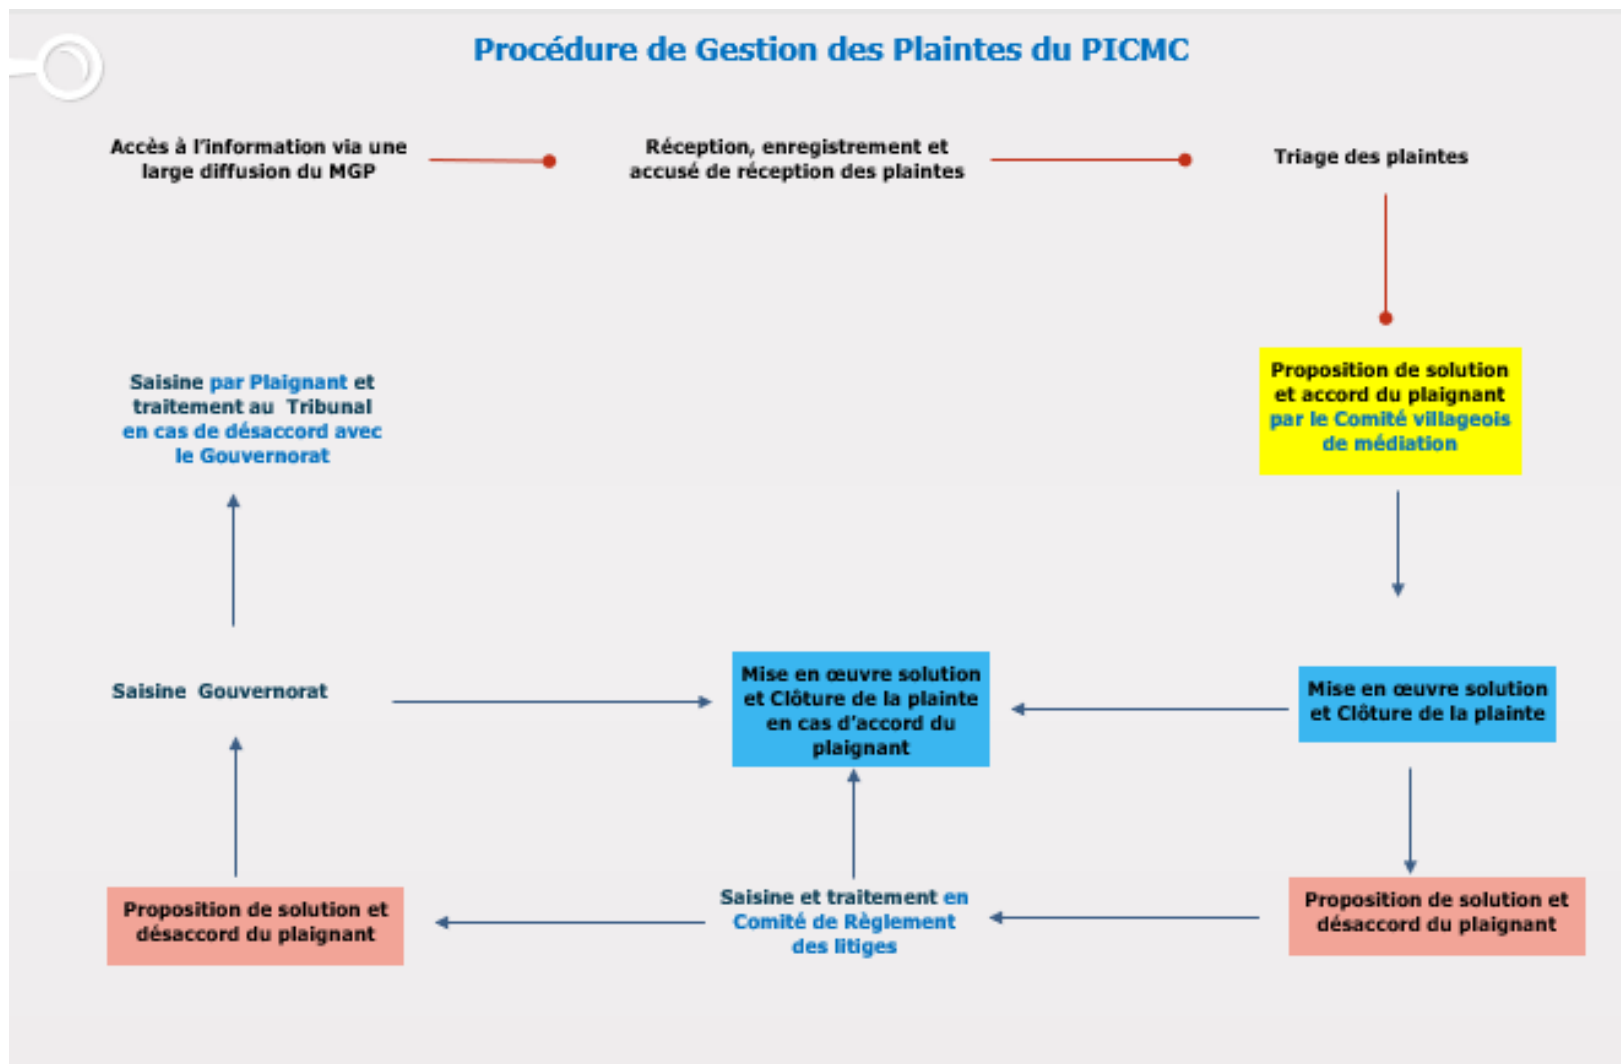 Procédure de Gestion des Plaintes du PICMC
Accès à l'information via une
large diffusion du MGP
Réception, enregistrement et
accusé de réception des plaintes
Triage des plaintes
Saisine par Plaignant et
traitement au Tribunal
en cas de désaccord avec
le Gouvernorat
Proposition de solution
et accord du plaignant
par le Comité villageois
de médiation
Saisine Gouvernorat
Mise en œuvre solution
et Clôture de la plainte
en cas d'accord du
plaignant
Mise en œuvre solution
et Clôture de la plainte
Proposition de solution et
désaccord du plaignant
Saisine et traitement en
Comité de Règlement
des litiges
Proposition de solution et
désaccord du plaignant